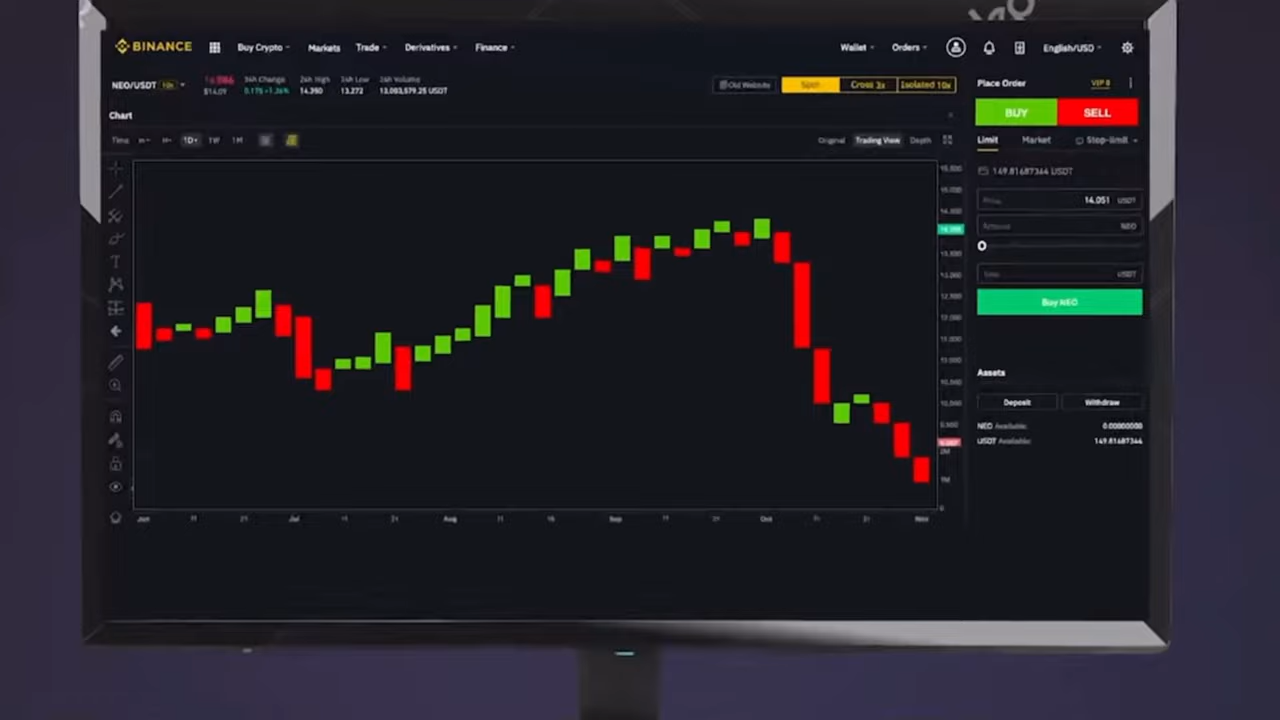 BINANCE Buy Crypto Markets Trade Derivatives Finance Wallet Orders English/USD
NEO/USDT 10x 24h Change 24h High 24h Low 24h Volume
$14.09 0.175 +1.26% 14.390 13.272 13,003,579.25 USDT
Old Website Spot Cross 3x Isolated 10x
Place Order VIP 0
Chart
BUY SELL
Time 1D 1W 1M
Original Trading View Depth
Limit Market Stop-limit
149.81687344 USDT
Price 14.051 USDT
Amount NEO
Total USDT
Buy NEO
Assets
Deposit Withdraw
NEO Available: 0.00000000
USDT Available: 149.81687344
2M
1M
0
Jun 11 21 Jul 11 21 Aug 11 Sep 11 21 Oct 11 21 Nov